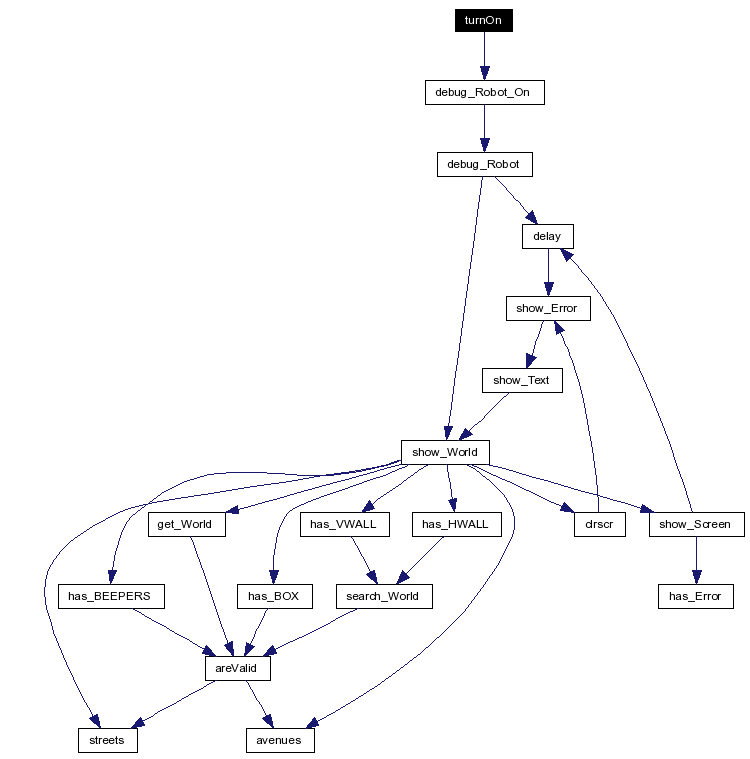 turnOn
debug_Robot_On
debug_Robot
delay
show_Error
show_Text
show_World
get_World
has_VWALL
has_HWALL
clrscr
show_Screen
has_BEEPERS
has_BOX
search_World
has_Error
areValid
streets
avenues